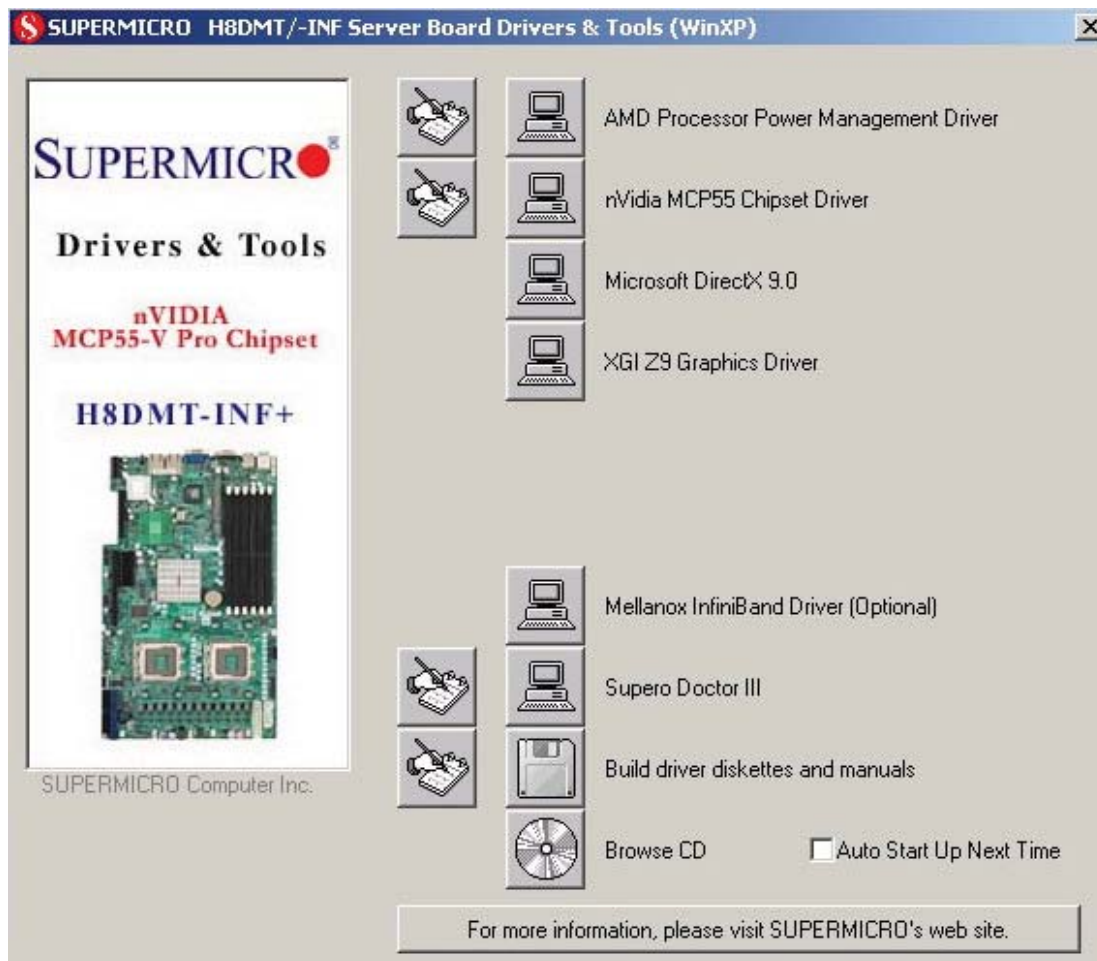 SUPERMICRO H8DMT/-INF Server Board Drivers & Tools (WinXP)
SUPERMICRO®
Drivers & Tools
nVIDIA
MCP55-V Pro Chipset
H8DMT-INF+
SUPERMICRO Computer Inc.
AMD Processor Power Management Driver
nVidia MCP55 Chipset Driver
Microsoft DirectX 9.0
XGI Z9 Graphics Driver
Mellanox InfiniBand Driver (Optional)
Supero Doctor III
Build driver diskettes and manuals
Browse CD
Auto Start Up Next Time
For more information, please visit SUPERMICRO's web site.